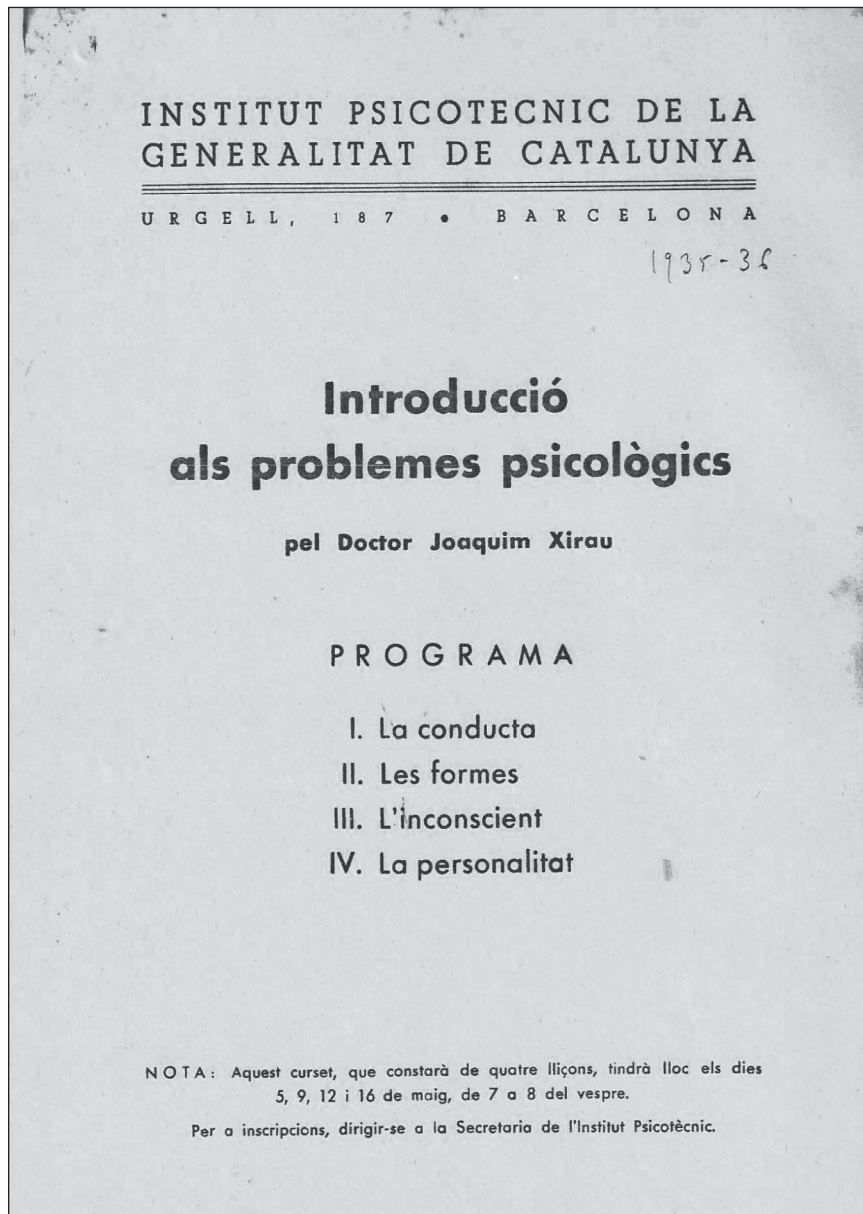 INSTITUT PSICOTECNIC DE LA
GENERALITAT DE CATALUNYA
URGELL, 187 • BARCELONA
1935-36
Introducció
als problemes psicològics
pel Doctor Joaquim Xirau
PROGRAMA
I. La conducta
II. Les formes
III. L'inconscient
IV. La personalitat
NOTA: Aquest curset, que constarà de quatre lliçons, tindrà lloc els dies
5, 9, 12 i 16 de maig, de 7 a 8 del vespre.
Per a inscripcions, dirigir-se a la Secretaria de l'Institut Psicotècnic.